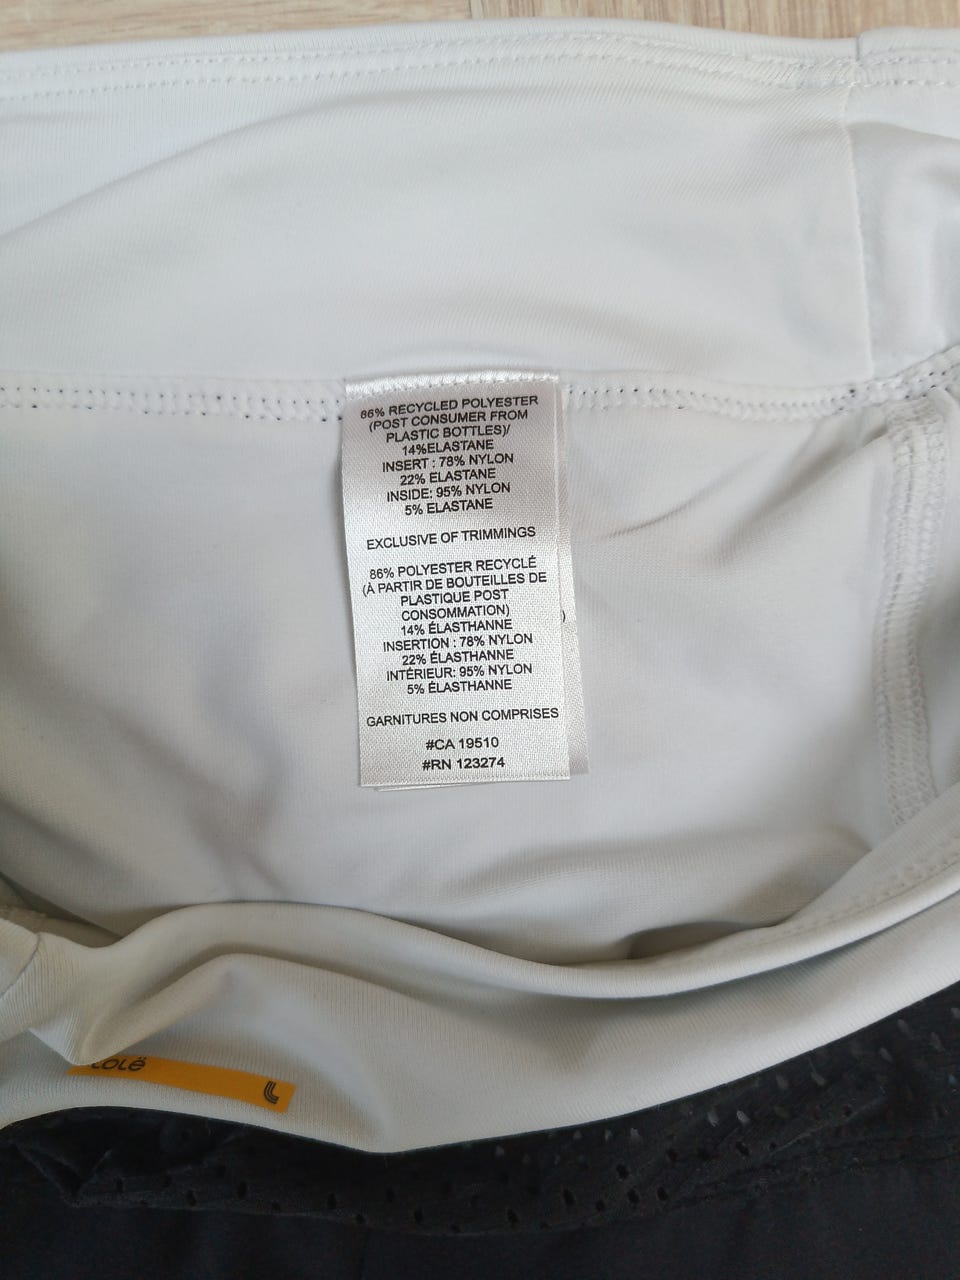 86% RECYCLED POLYESTER
(POST CONSUMER FROM
PLASTIC BOTTLES)/
14%ELASTANE
INSERT : 78% NYLON
22% ELASTANE
INSIDE: 95% NYLON
5% ELASTANE
EXCLUSIVE OF TRIMMINGS
86% POLYESTER RECYCLÉ
(À PARTIR DE BOUTEILLES DE
PLASTIQUE POST
CONSOMMATION)
14% ÉLASTHANNE
INSERTION : 78% NYLON
22% ÉLASTHANNE
INTÉRIEUR: 95% NYLON
5% ÉLASTHANNE
GARNITURES NON COMPRISES
#CA 19510
#RN 123274
LOLË